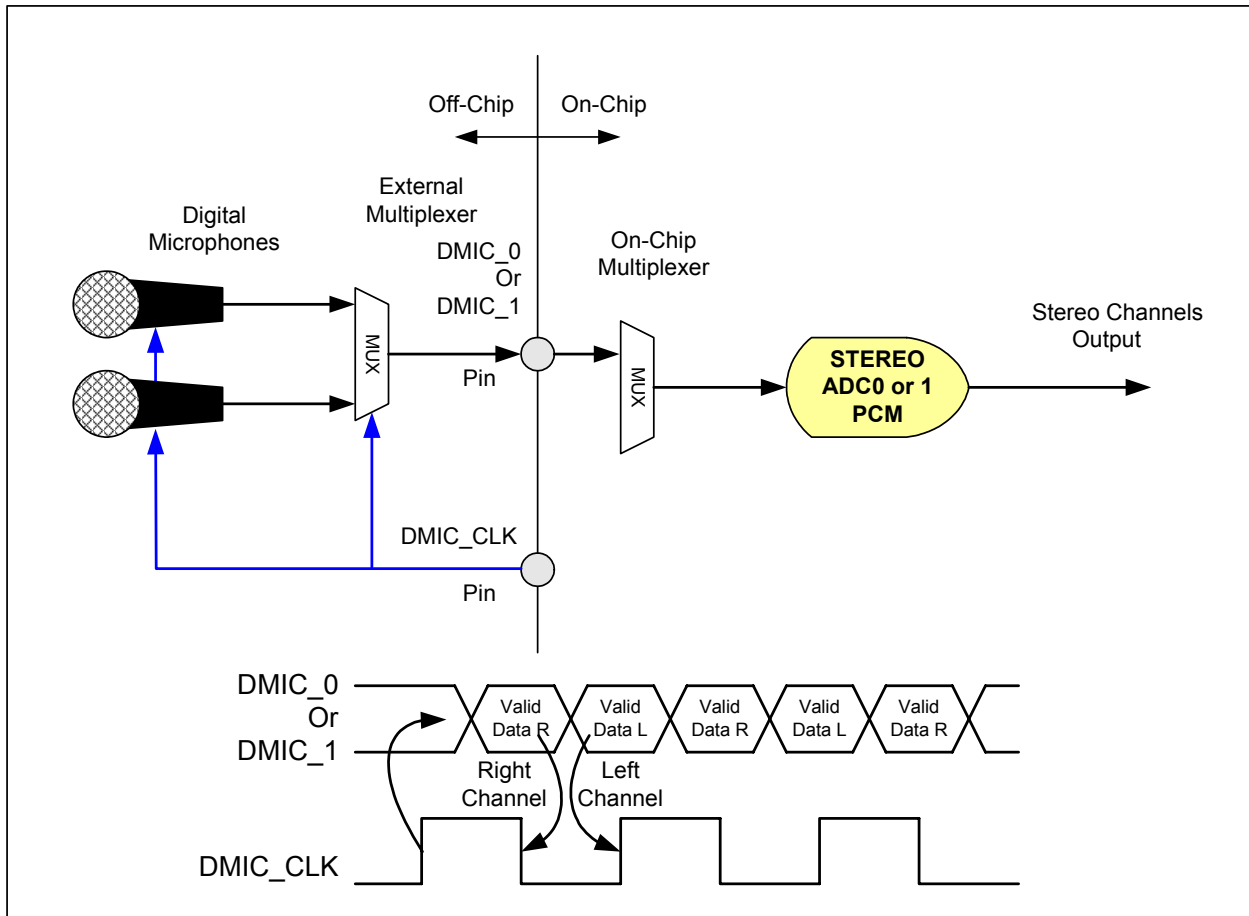 Off-Chip
On-Chip
External
Multiplexer
Digital
Microphones
DMIC_0
Or
DMIC_1
On-Chip
Multiplexer
Stereo Channels
Output
MUX
Pin
MUX
STEREO
ADC0 or 1
PCM
DMIC_CLK
Pin
DMIC_0
Or
DMIC_1
Valid
Data R
Valid
Data L
Valid
Data R
Valid
Data L
Valid
Data R
Right
Channel
Left
Channel
DMIC_CLK